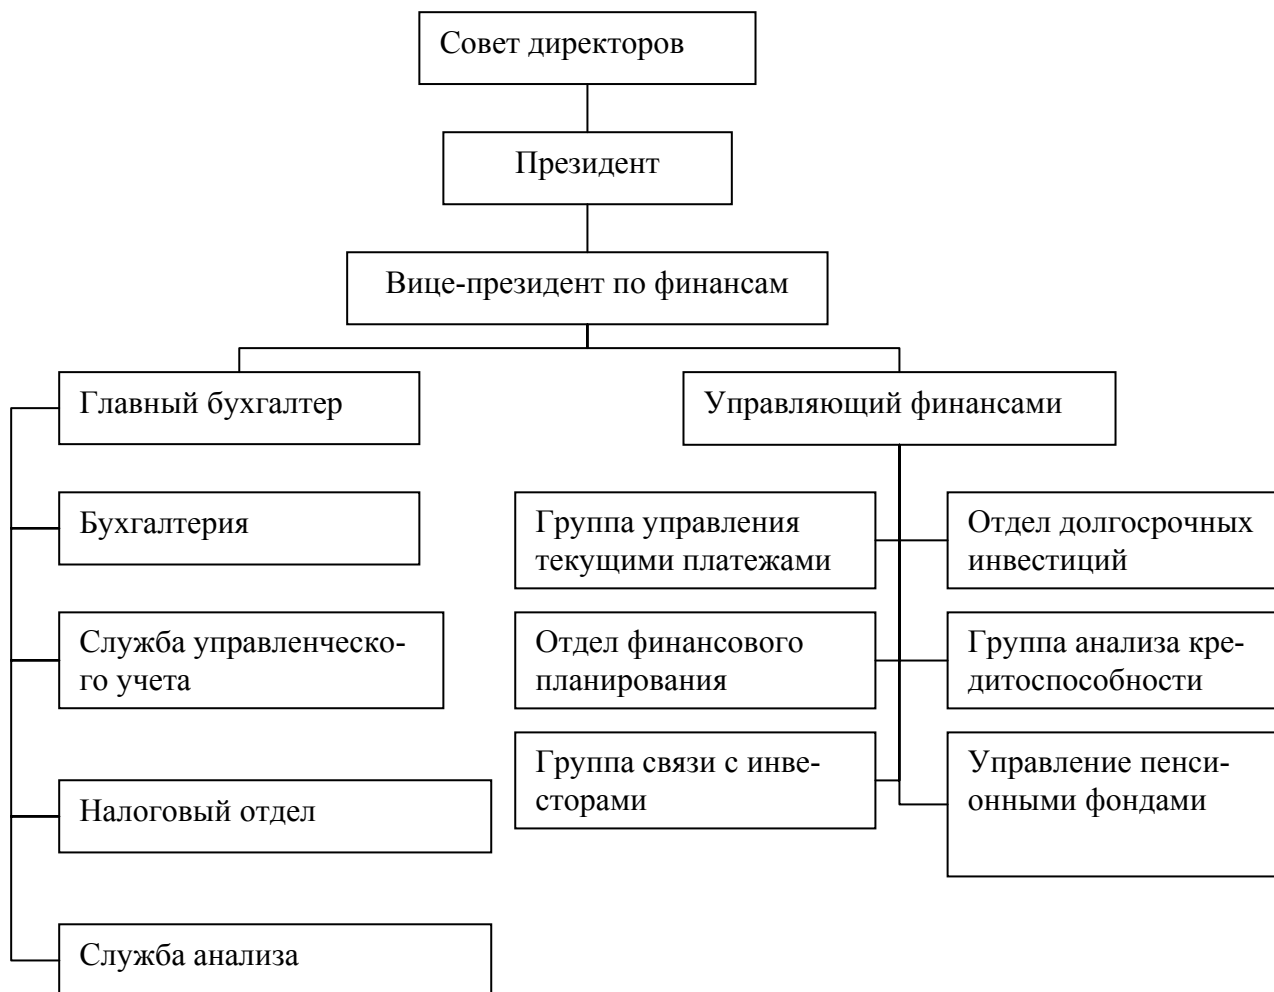 Совет директоров
Президент
Вице-президент по финансам
Главный бухгалтер
Управляющий финансами
Бухгалтерия
Служба управленческо-
го учета
Налоговый отдел
Служба анализа
Группа управления
текущими платежами
Отдел финансового
планирования
Группа связи с инве-
сторами
Отдел долгосрочных
инвестиций
Группа анализа кре-
дитоспособности
Управление пенси-
онными фондами